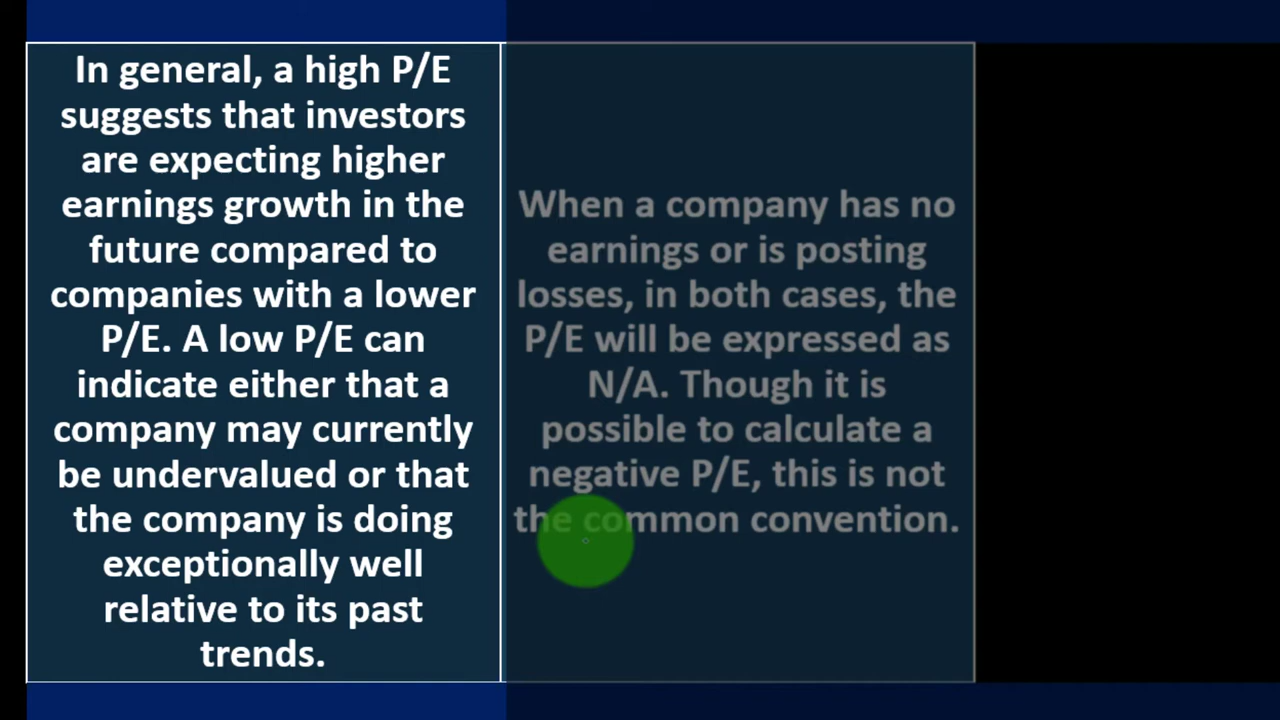 In general, a high P/E
suggests that investors
are expecting higher
earnings growth in the
future compared to
companies with a lower
P/E. A low P/E can
indicate either that a
company may currently
be undervalued or that
the company is doing
exceptionally well
relative to its past
trends.
When a company has no
earnings or is posting
losses, in both cases, the
P/E will be expressed as
N/A. Though it is
possible to calculate a
negative P/E, this is not
the common convention.